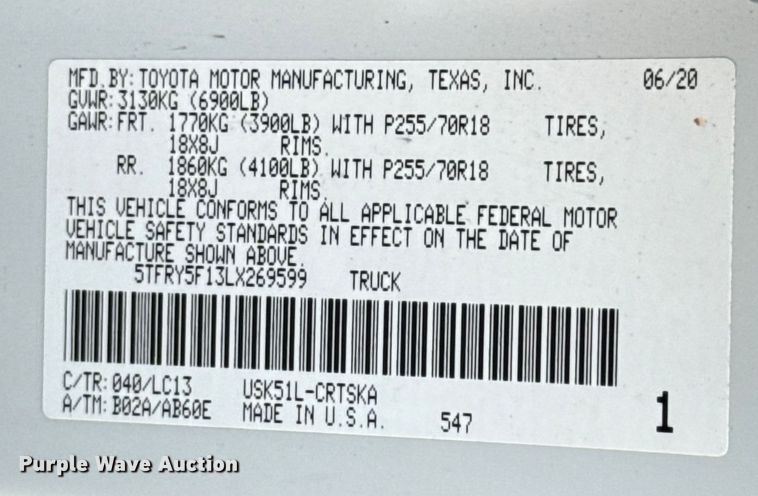 MFD.BY: TOYOTA MOTOR MANUFACTURING, TEXAS, INC. 06/20
GVWR: 3130KG (6900LB)
GAWR: FRT. 1770KG (3900LB) WITH P255/70R18 TIRES,
18X8J RIMS.
RR. 1860KG (4100LB) WITH P255/70R18 TIRES,
18X8J RIMS.
THIS VEHICLE CONFORMS TO ALL APPLICABLE FEDERAL MOTOR
VEHICLE SAFETY STANDARDS IN EFFECT ON THE DATE OF
MANUFACTURE SHOWN ABOVE.
5TFRY5F13LX269599 TRUCK
C/TR: 040/LC13 USK51L-CRTSKA
A/TM: B02A/AB60E MADE IN U.S.A. 547 1
Purple Wave Auction